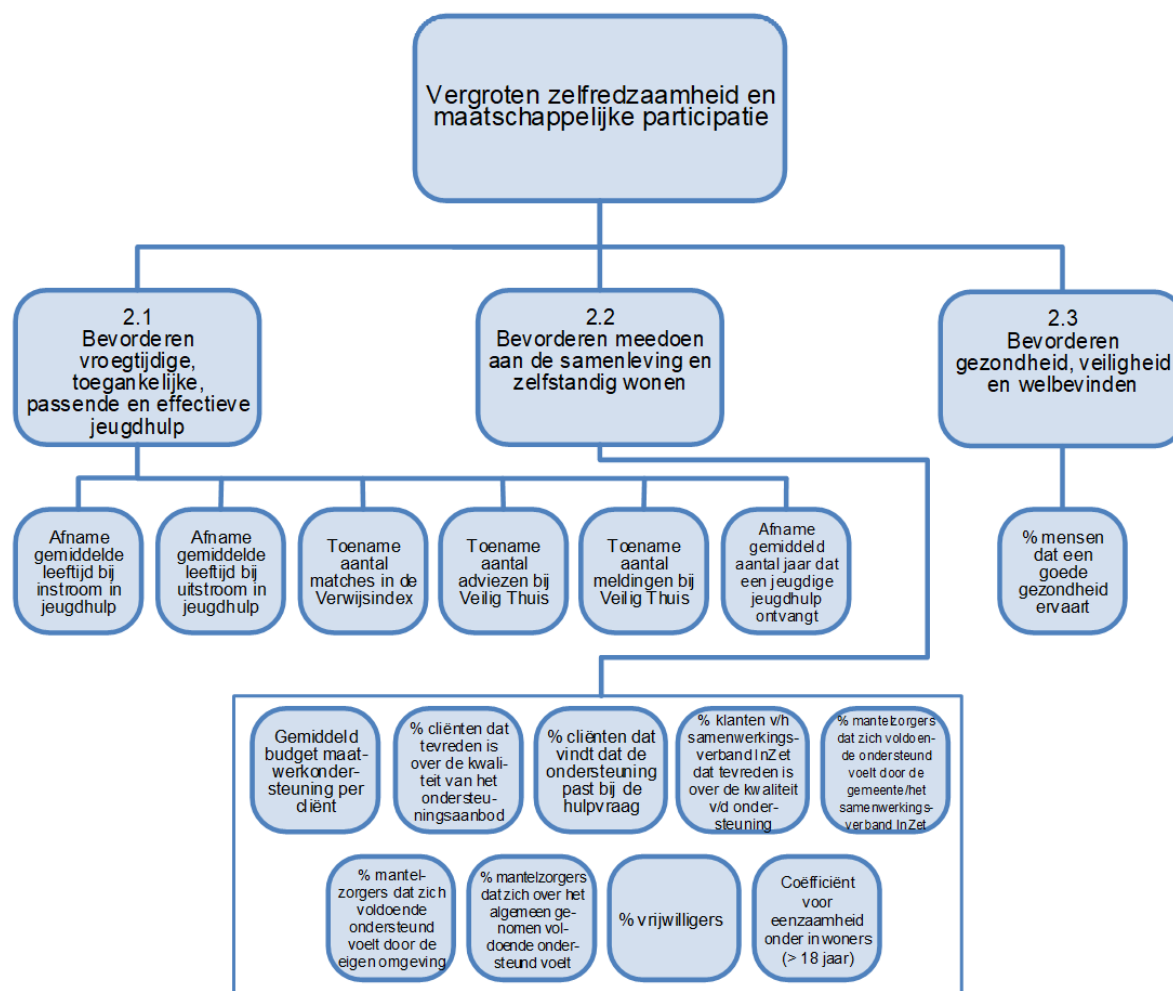 Vergroten zelfredzaamheid en
maatschappelijke participatie
2.1
Bevorderen
vroegtijdige,
toegankelijke,
passende en effectieve
jeugdhulp
2.2
Bevorderen meedoen
aan de samenleving en
zelfstandig wonen
2.3
Bevorderen
gezondheid, veiligheid
en welbevinden
Afname
gemiddelde
leeftijd bij
instroom in
jeugdhulp
Afname
gemiddelde
leeftijd bij
uitstroom in
jeugdhulp
Toename
aantal
matches in de
Verwijsindex
Toename
aantal
adviezen bij
Veilig Thuis
Toename
aantal
meldingen bij
Veilig Thuis
Afname
gemiddeld
aantal jaar dat
een jeugdige
jeugdhulp
ontvangt
% mensen
dat een
goede
gezondheid
ervaart
Gemiddeld
budget maat-
werkonder-
steuning per
cliënt
% cliënten dat
tevreden is
over de kwali-
teit van het
ondersteu-
ningsaanbod
% cliënten dat
vindt dat de
ondersteuning
past bij de
hulpvraag
% klanten v/h
samenwerkings-
verband InZet
dat tevreden is
over de kwaliteit
v/d onder-
steuning
% mantelzorgers
dat zich voldoen-
de ondersteund
voelt door de
gemeente/het
samenwerkings-
verband InZet
% mantel-
zorgers dat zich
voldoende
ondersteund
voelt door de
eigen omgeving
% mantelzorgers
dat zich over het
algemeen ge-
nomen vol-
doende onder-
steund voelt
% vrijwilligers
Coëfficiënt
voor
eenzaamheid
onder inwoners
(> 18 jaar)